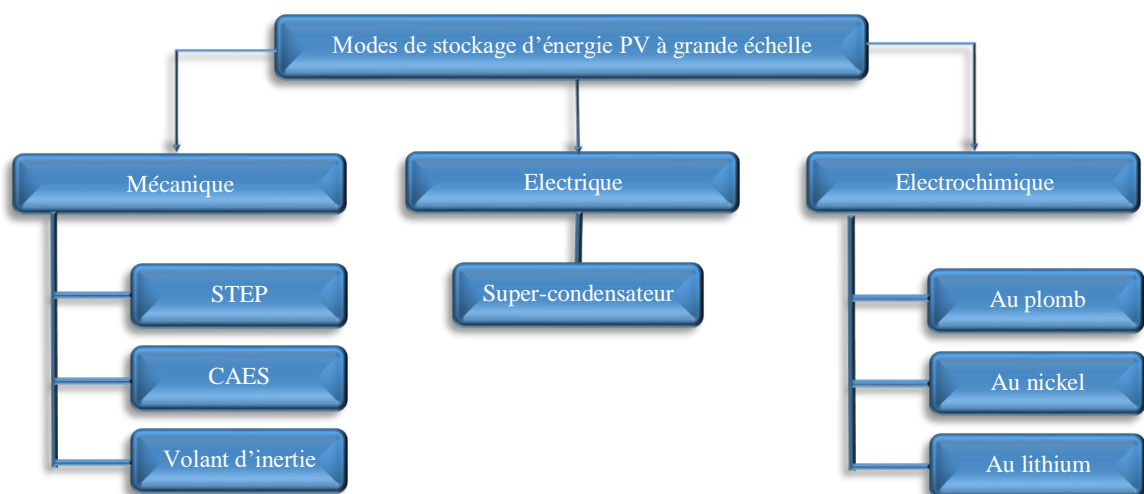 Modes de stockage d’énergie PV à grande échelle
Mécanique
Electrique
Electrochimique
STEP
CAES
Volant d’inertie
Super-condensateur
Au plomb
Au nickel
Au lithium